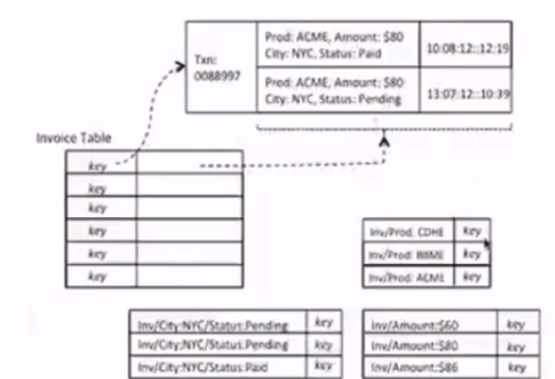 Txn:
0088997
Prod: ACME, Amount: $80
City: NYC, Status: Paid
10:08:12::12:19
Prod: ACME, Amount: $80
City: NYC, Status: Pending
13:07:12::10:39
Invoice Table
key
key
key
key
key
key
Inv/Prod: CDHE key
Inv/Prod: BBME key
Inv/Prod: ACME key
Inv/City:NYC/Status:Pending key
Inv/City:NYC/Status:Pending key
Inv/City:NYC/Status:Paid key
Inv/Amount:$60 key
Inv/Amount:$80 key
Inv/Amount:$86 key